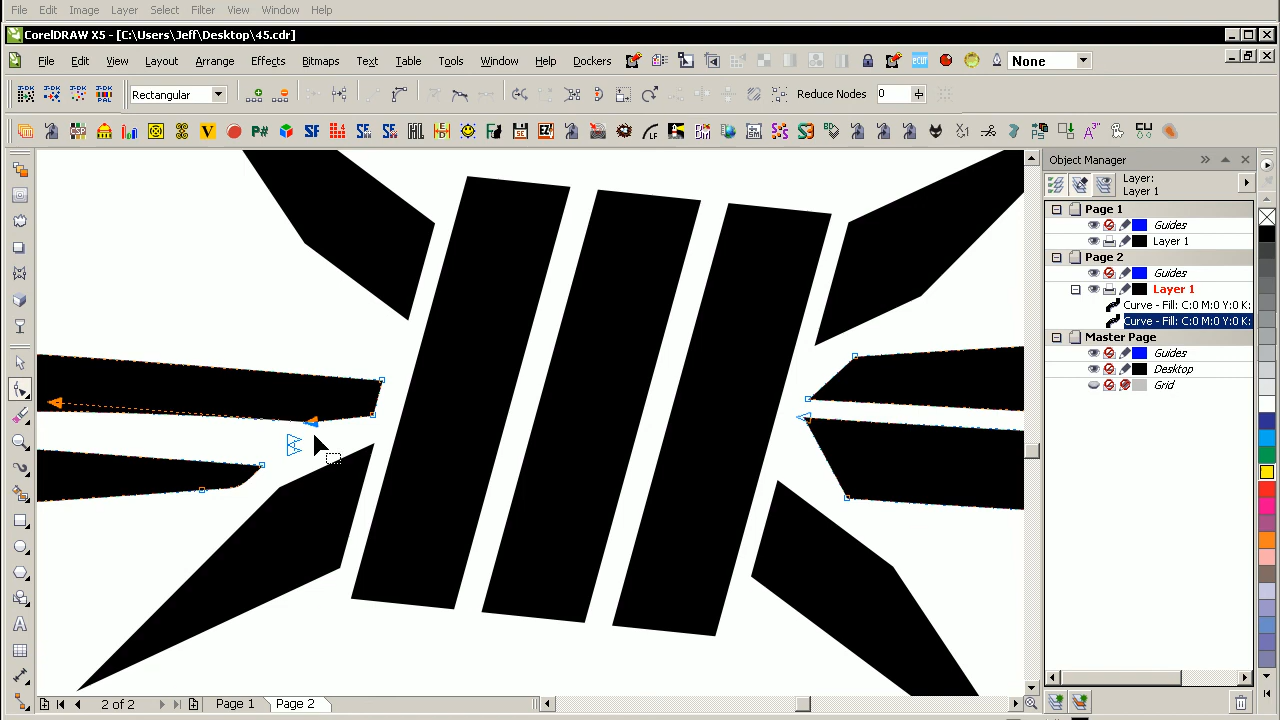 File Edit Image Layer Select Filter View Window Help
CorelDRAW X5 - [C:\Users\Jeff\Desktop\45.cdr]
File Edit View Layout Arrange Effects Bitmaps Text Table Tools Window Help Dockers None
Rectangular Reduce Nodes 0
Object Manager
Layer:
Layer 1
Page 1
Guides
Layer 1
Page 2
Guides
Layer 1
Curve - Fill: C:0 M:0 Y:0 K:
Curve - Fill: C:0 M:0 Y:0 K:
Master Page
Guides
Desktop
Grid
2 of 2 Page 1 Page 2